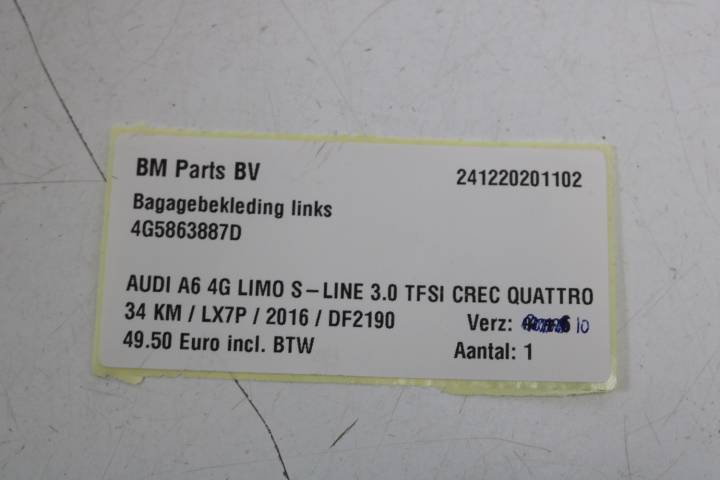 BM Parts BV 241220201102
Bagagebekleding links
4G5863887D
AUDI A6 4G LIMO S-LINE 3.0 TFSI CREC QUATTRO
34 KM / LX7P / 2016 / DF2190 Verz: 10
49.50 Euro incl. BTW Aantal: 1